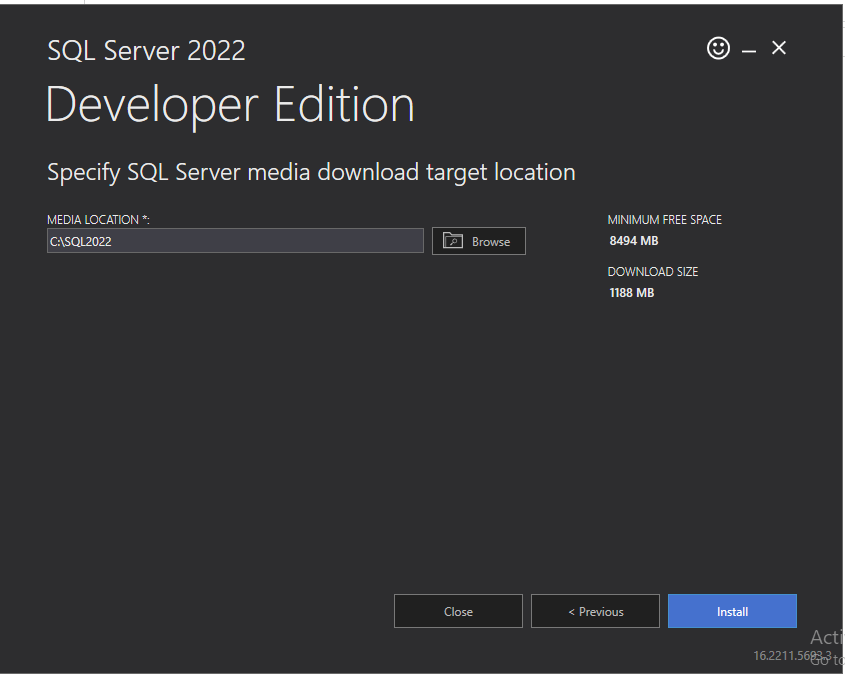 SQL Server 2022
Developer Edition
Specify SQL Server media download target location
MEDIA LOCATION *:
C:\SQL2022
Browse
MINIMUM FREE SPACE
8494 MB
DOWNLOAD SIZE
1188 MB
Close
< Previous
Install
Acti
16.2211.5693.3
Go to